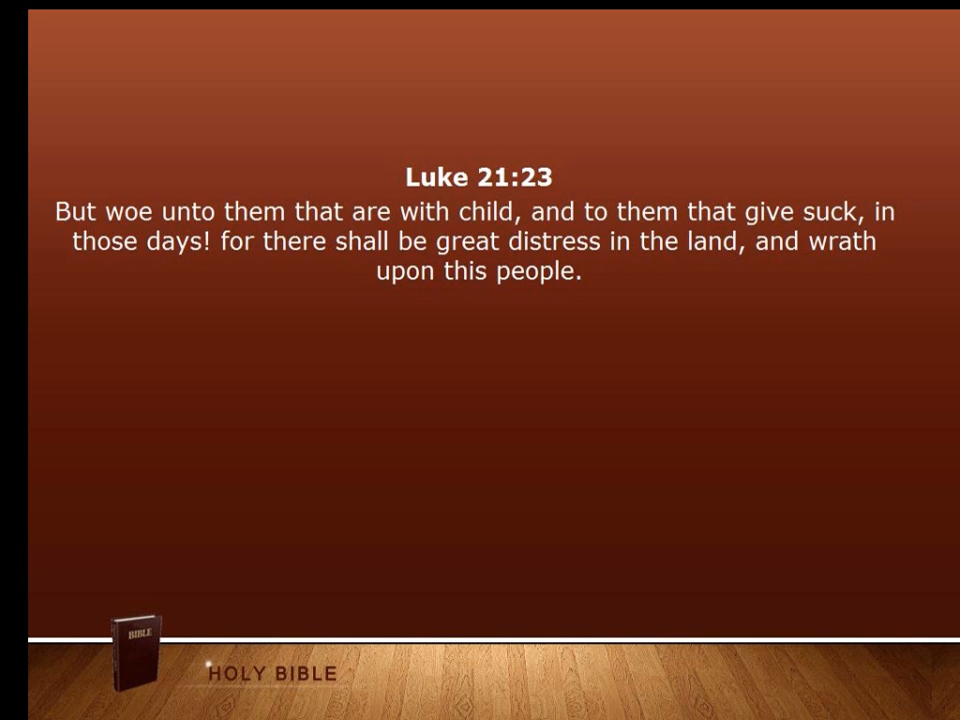 Luke 21:23
But woe unto them that are with child, and to them that give suck, in
those days! for there shall be great distress in the land, and wrath
upon this people.
BIBLE
HOLY BIBLE